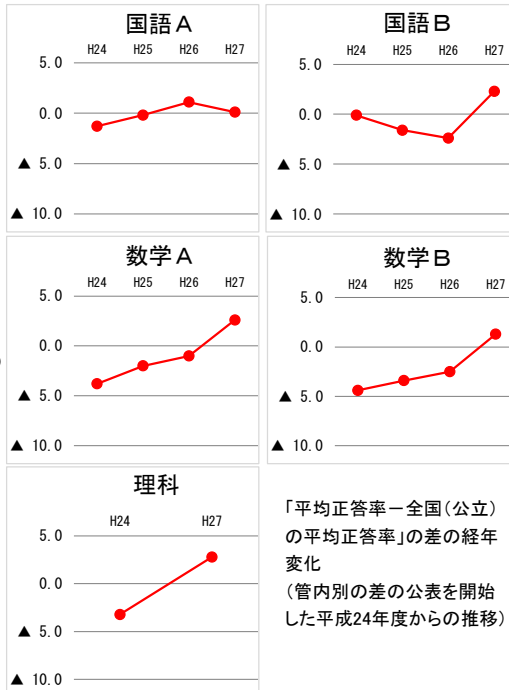 国語A
H24 H25 H26 H27
5.0
0.0
▲ 5.0
▲ 10.0
国語B
H24 H25 H26 H27
5.0
0.0
▲ 5.0
▲ 10.0
数学A
H24 H25 H26 H27
5.0
0.0
▲ 5.0
▲ 10.0
数学B
H24 H25 H26 H27
5.0
0.0
▲ 5.0
▲ 10.0
理科
H24 H27
5.0
0.0
▲ 5.0
▲ 10.0
「平均正答率－全国(公立)
の平均正答率」の差の経年
変化
(管内別の差の公表を開始
した平成24年度からの推移)